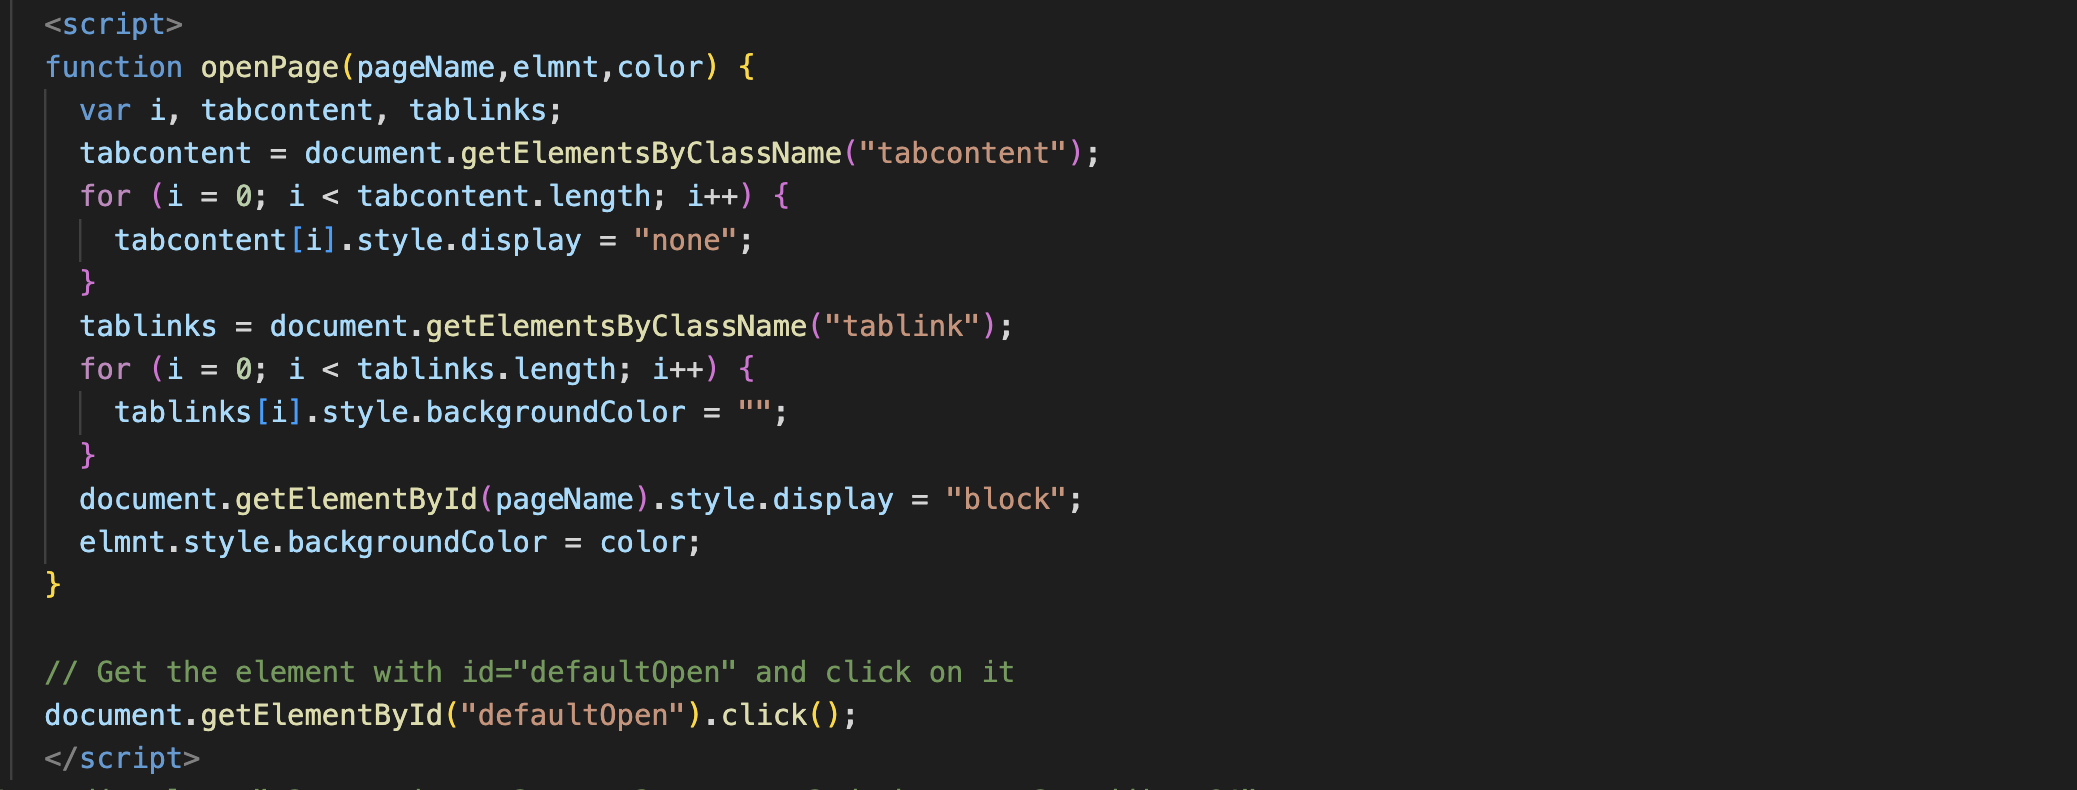 <script>
function openPage(pageName,elmnt,color) {
  var i, tabcontent, tablinks;
  tabcontent = document.getElementsByClassName("tabcontent");
  for (i = 0; i < tabcontent.length; i++) {
    tabcontent[i].style.display = "none";
  }
  tablinks = document.getElementsByClassName("tablink");
  for (i = 0; i < tablinks.length; i++) {
    tablinks[i].style.backgroundColor = "";
  }
  document.getElementById(pageName).style.display = "block";
  elmnt.style.backgroundColor = color;
}

// Get the element with id="defaultOpen" and click on it
document.getElementById("defaultOpen").click();
</script>